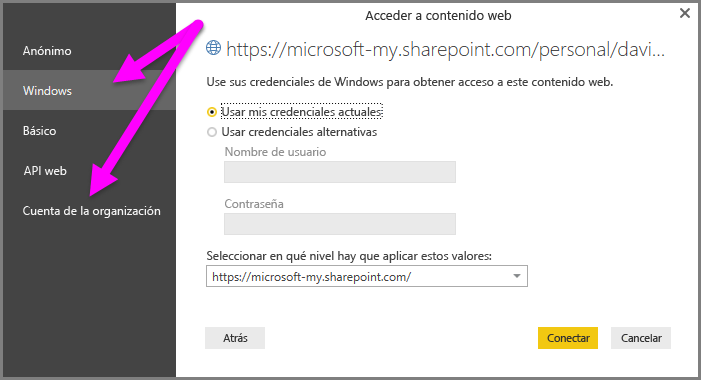 Acceder a contenido web
Anónimo
Windows
Básico
API web
Cuenta de la organización
https://microsoft-my.sharepoint.com/personal/davi...
Use sus credenciales de Windows para obtener acceso a este contenido web.
Usar mis credenciales actuales
Usar credenciales alternativas
Nombre de usuario
Contraseña
Seleccionar en qué nivel hay que aplicar estos valores:
https://microsoft-my.sharepoint.com/
Atrás
Conectar
Cancelar